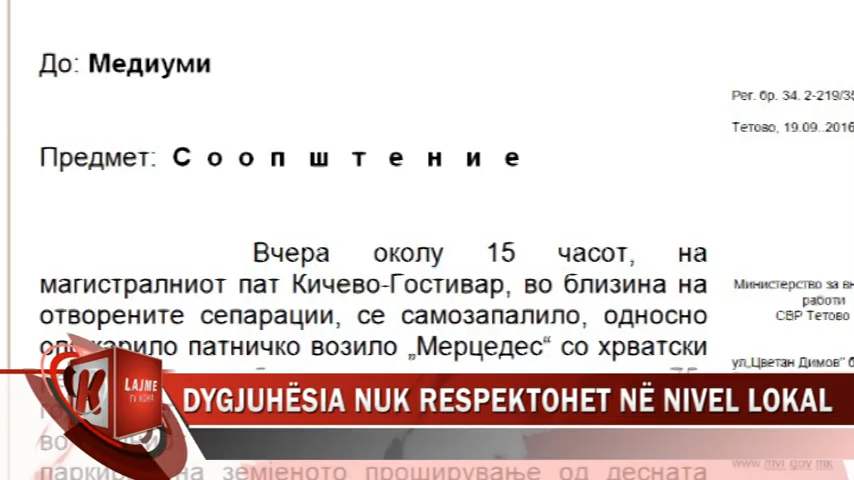 До: Медиуми
Рег. бр. 34. 2-219/35
Тетово, 19.09..2016
Предмет: С о о п ш т е н и е
Вчера околу 15 часот, на
магистралниот пат Кичево-Гостивар, во близина на
отворените сепарации, се самозапалило, односно
патничко возило „Мерцедес“ со хрватски
Министерство за вн
работи
СВР Тетово
ул„Цветан Димов“ б
LAJME
TV KOHA
DYGJUHËSIA NUK RESPEKTOHET NË NIVEL LOKAL
во
на земјеното проширување од десната
www.mvr.gov.mk